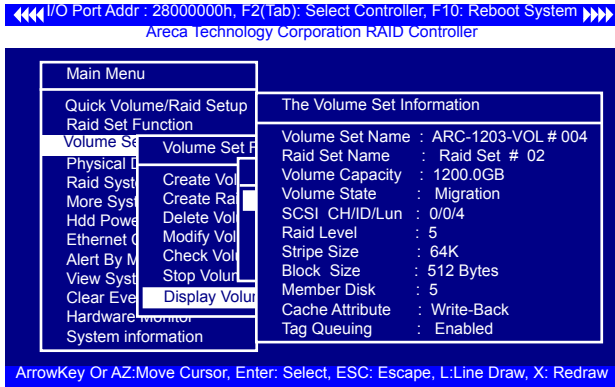 I/O Port Addr : 28000000h, F2(Tab): Select Controller, F10: Reboot System
Areca Technology Corporation RAID Controller
Main Menu
Quick Volume/Raid Setup
Raid Set Function
Volume Se
Physical D
Raid Syst
More Syst
Hdd Powe
Ethernet C
Alert By M
View Syst
Clear Eve
Hardware Monitor
System information
Volume Set F
Create Vol
Create Ra
Delete Volu
Modify Vol
Check Volu
Stop Volum
Display Volum
The Volume Set Information
Volume Set Name : ARC-1203-VOL # 004
Raid Set Name : Raid Set # 02
Volume Capacity : 1200.0GB
Volume State : Migration
SCSI CH/ID/Lun : 0/0/4
Raid Level : 5
Stripe Size : 64K
Block Size : 512 Bytes
Member Disk : 5
Cache Attribute : Write-Back
Tag Queuing : Enabled
ArrowKey Or AZ:Move Cursor, Enter: Select, ESC: Escape, L:Line Draw, X: Redraw